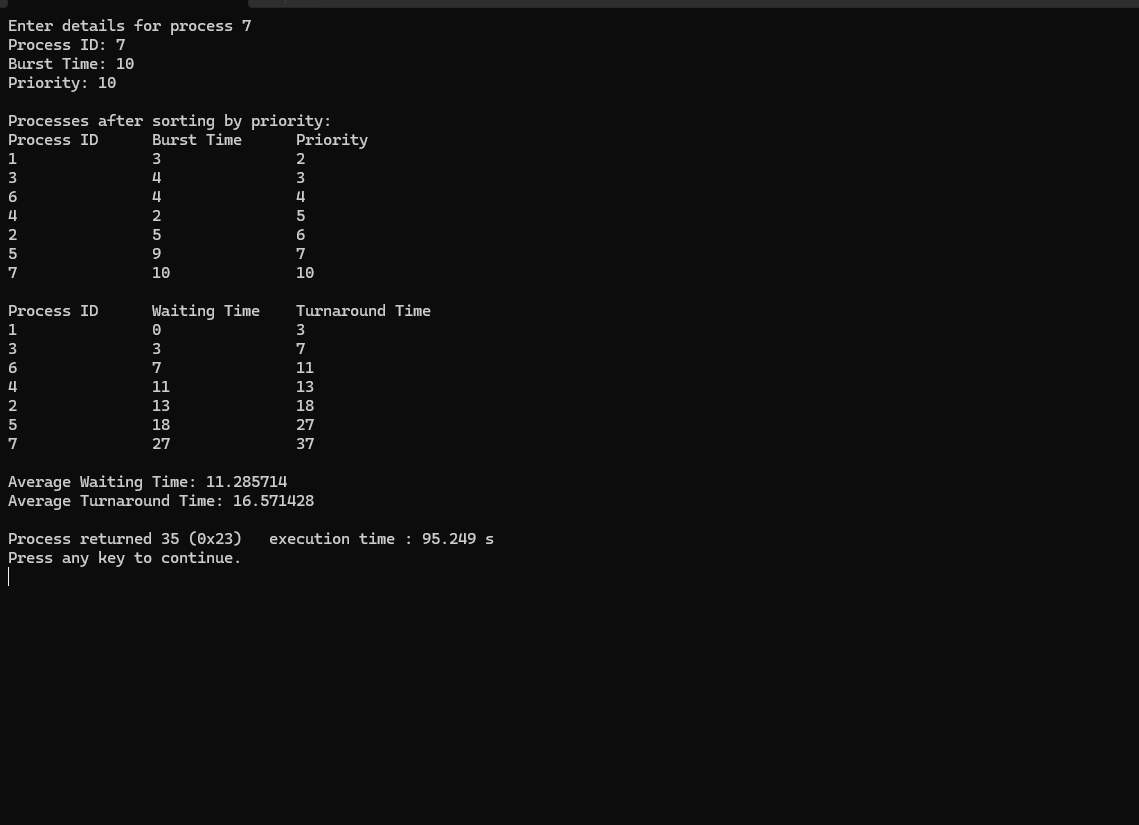 Enter details for process 7
Process ID: 7
Burst Time: 10
Priority: 10
Processes after sorting by priority:
Process ID      Burst Time      Priority
1               3               2
3               4               3
6               4               4
4               2               5
2               5               6
5               9               7
7               10              10
Process ID      Waiting Time    Turnaround Time
1               0               3
3               3               7
6               7               11
4               11              13
2               13              18
5               18              27
7               27              37
Average Waiting Time: 11.285714
Average Turnaround Time: 16.571428
Process returned 35 (0x23)   execution time : 95.249 s
Press any key to continue.